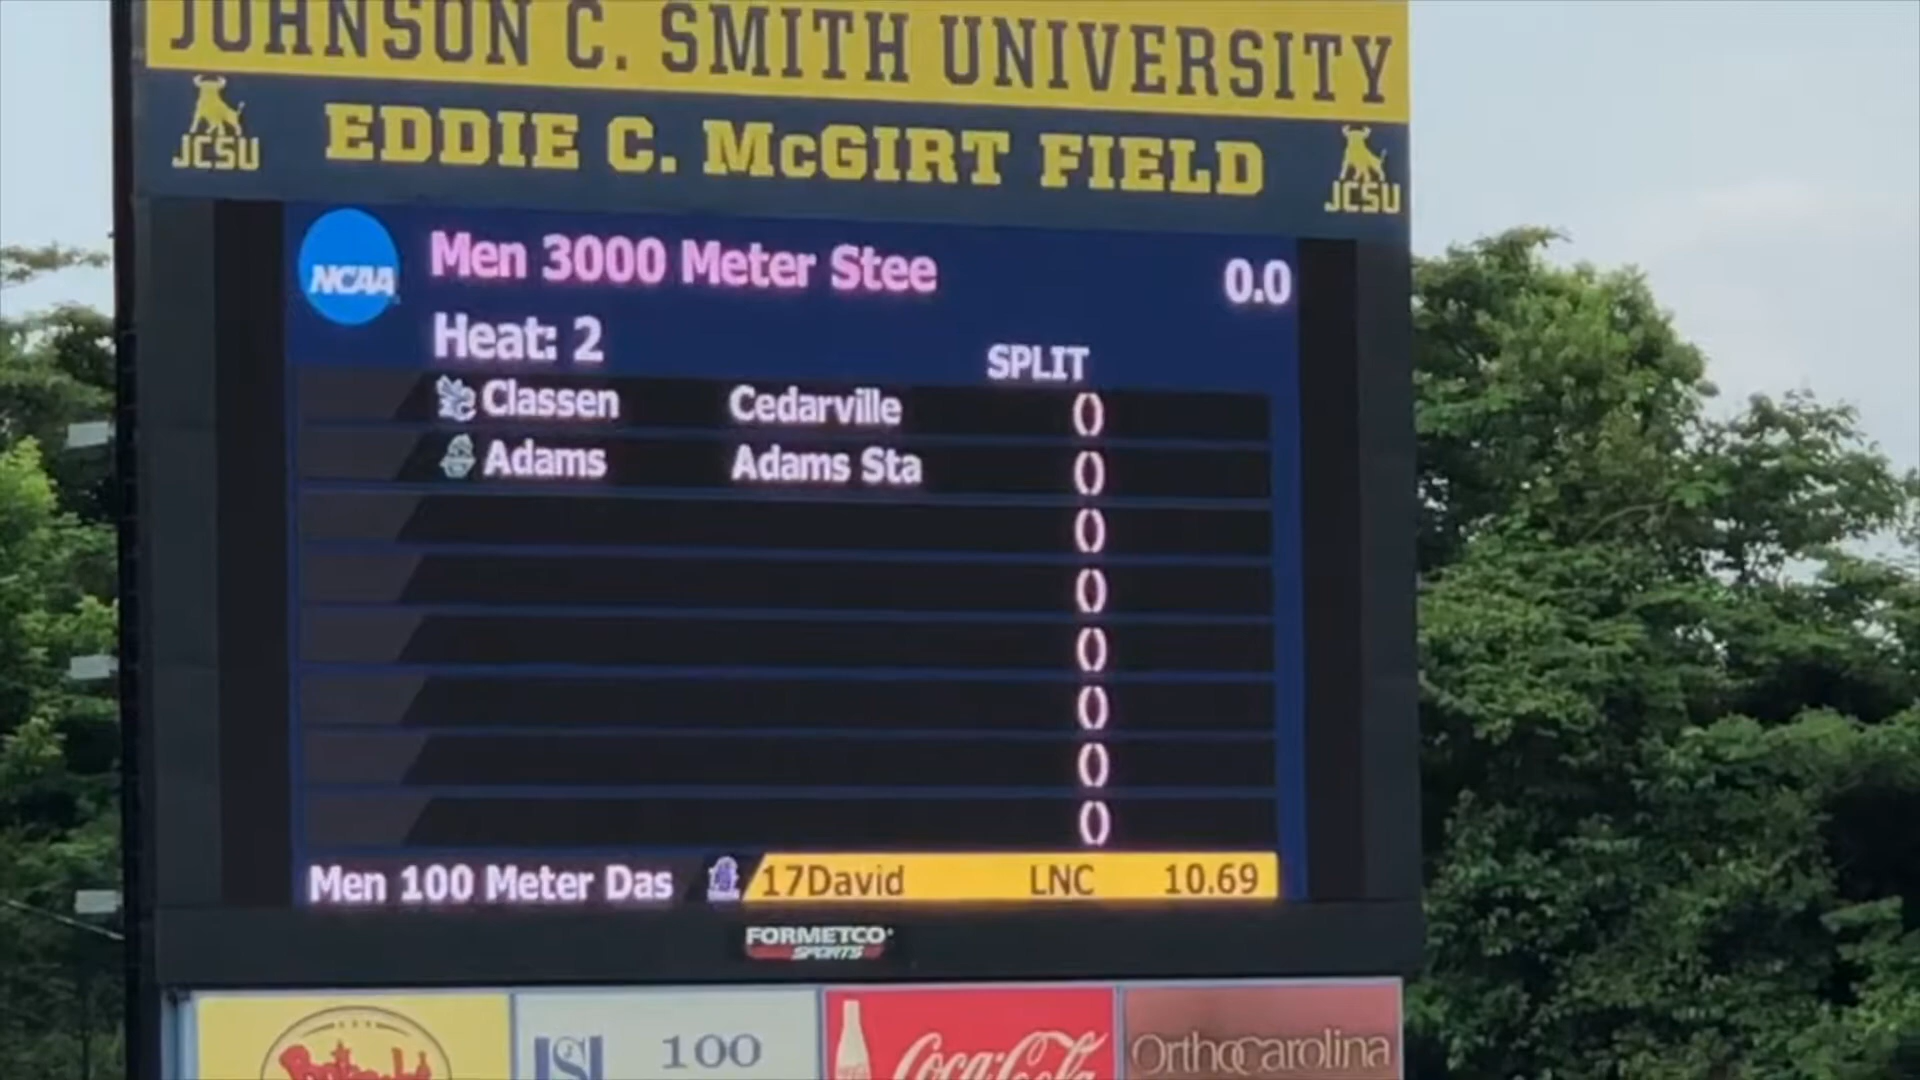 JOHNSON C. SMITH UNIVERSITY
JCSU EDDIE C. McGIRT FIELD JCSU
NCAA Men 3000 Meter Stee 0.0
Heat: 2
SPLIT
Classen Cedarville ()
Adams Adams Sta ()
()
()
()
()
()
()
Men 100 Meter Das 17David LNC 10.69
FORMETCO
SPORTS
Bojangles
100
Coca-Cola
OrthoCarolina